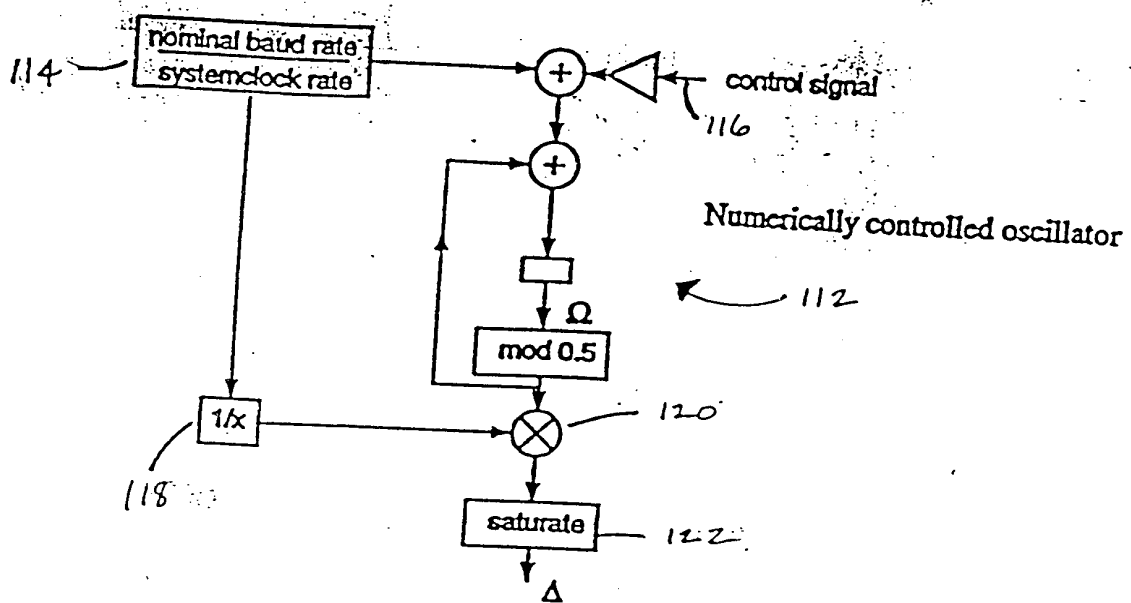 nominal baud rate
systemclock rate
114
+
control signal
116
+
Numerically controlled oscillator
112
Ω
mod 0.5
1/x
120
118
saturate
122
Δ